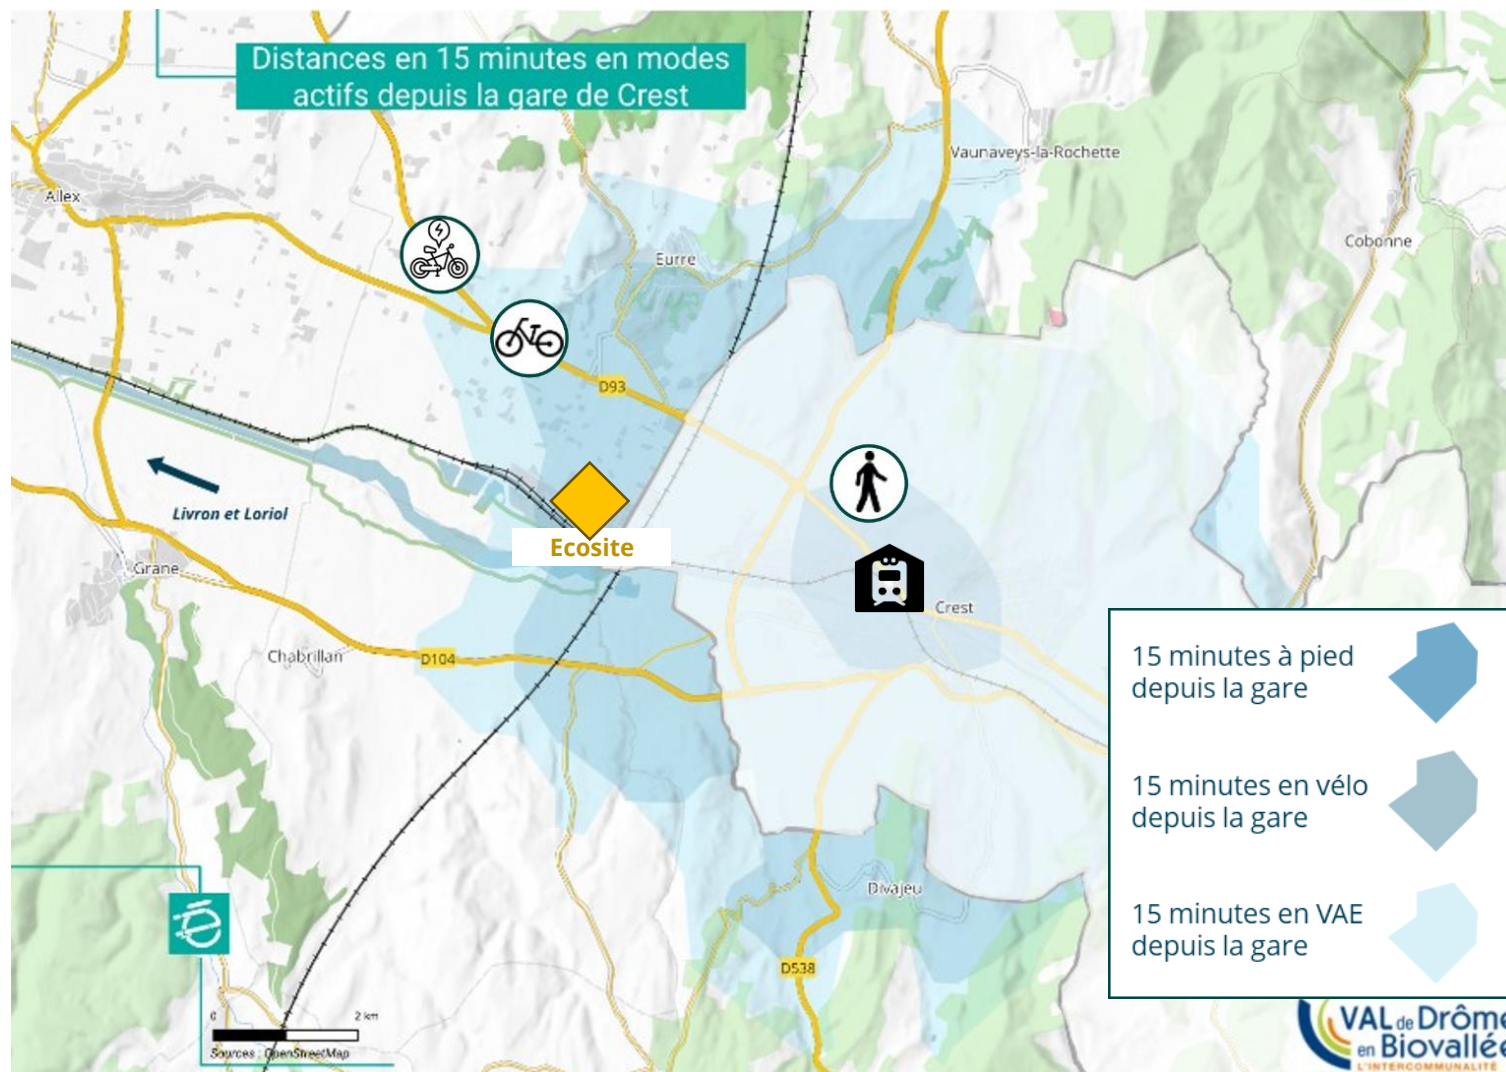 Distances en 15 minutes en modes
actifs depuis la gare de Crest
Vaunaveys-la-Rochette
Allex
Cobonne
Eurre
D93
Livron et Loriol
Ecosite
Grane
Crest
Chabrillan
D104
15 minutes à pied
depuis la gare
15 minutes en vélo
depuis la gare
Divajeu
15 minutes en VAE
depuis la gare
D538
0 2 km
Sources : OpenStreetMap
VAL de Drôme
en Biovallée
L'INTERCOMMUNALITÉ